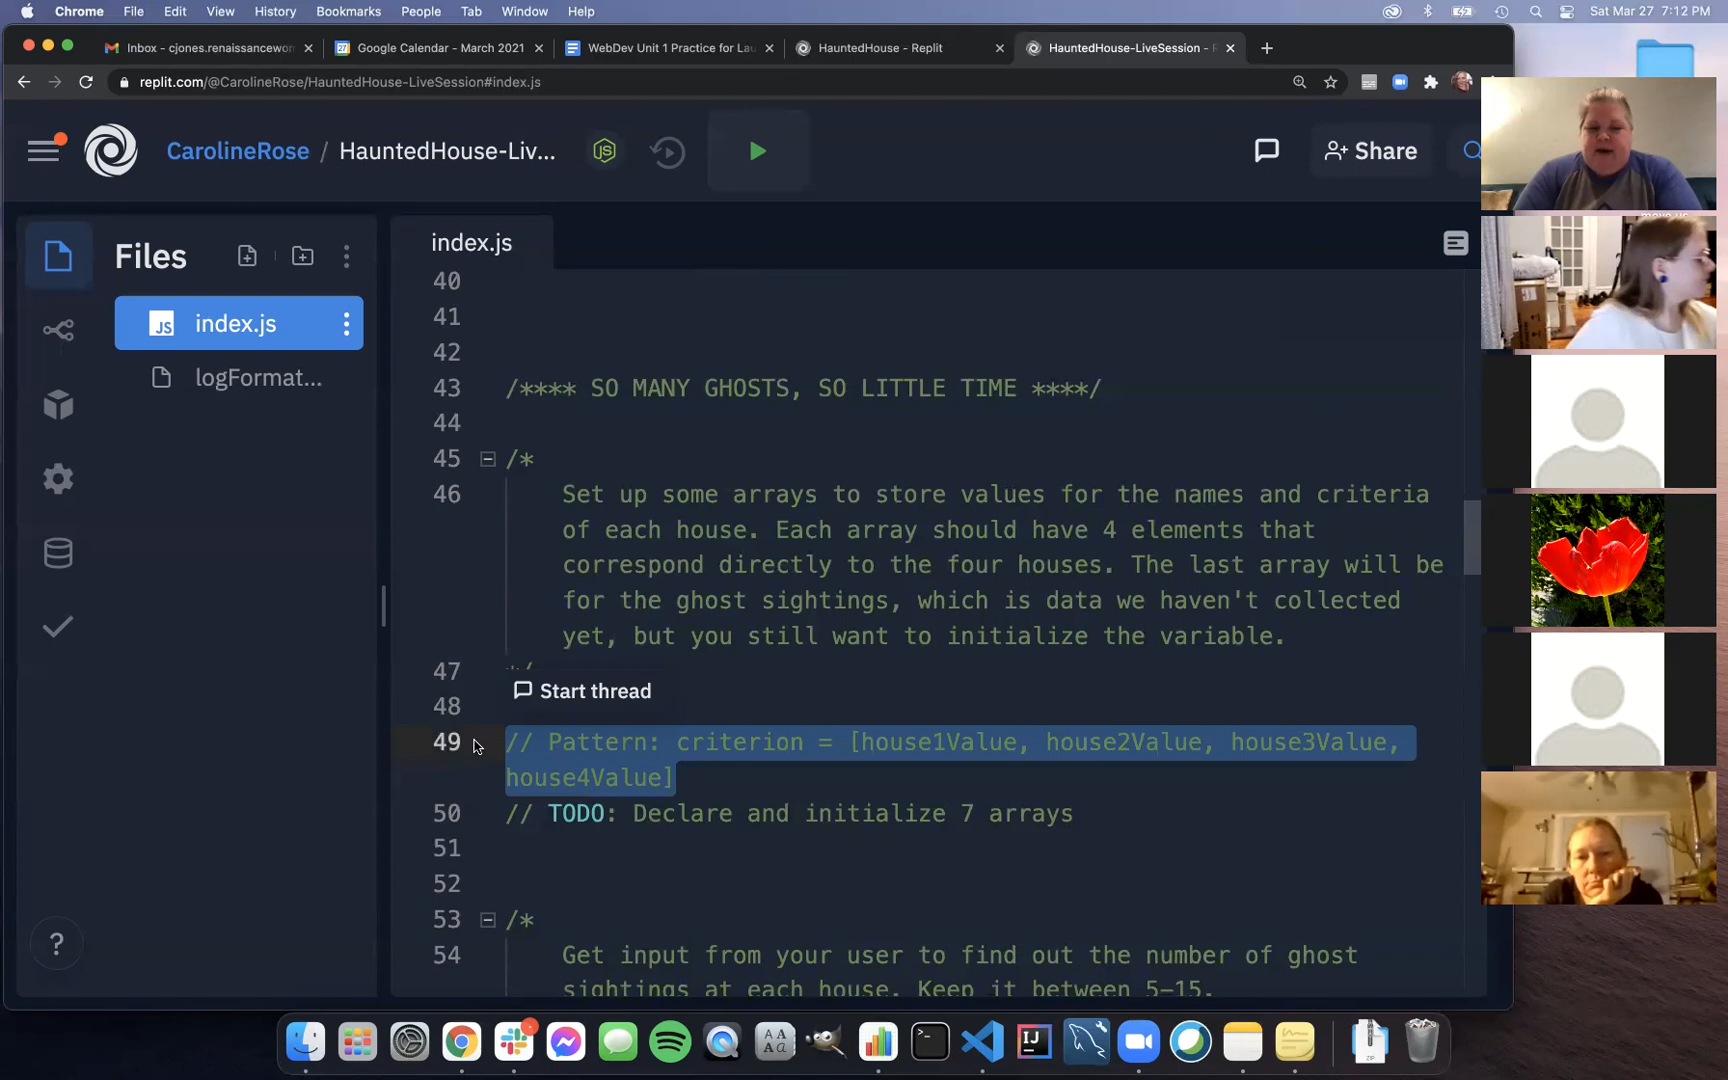 Chrome File Edit View History Bookmarks People Tab Window Help Sat Mar 27 7:12 PM
Inbox - cjones.renaissancewon Google Calendar - March 2021 WebDev Unit 1 Practice for Lau HauntedHouse - Replit HauntedHouse-LiveSession - R
replit.com/@CarolineRose/HauntedHouse-LiveSession#index.js
CarolineRose / HauntedHouse-Liv... Share
Files
index.js
JS index.js
logFormat...
40
41
42
43 /**** SO MANY GHOSTS, SO LITTLE TIME ****/
44
45 /*
46 Set up some arrays to store values for the names and criteria
of each house. Each array should have 4 elements that
correspond directly to the four houses. The last array will be
for the ghost sightings, which is data we haven't collected
yet, but you still want to initialize the variable.
47 */
Start thread
48
49 // Pattern: criterion = [house1Value, house2Value, house3Value,
house4Value]
50 // TODO: Declare and initialize 7 arrays
51
52
53 /*
54 Get input from your user to find out the number of ghost
sightings at each house. Keep it between 5-15.
?